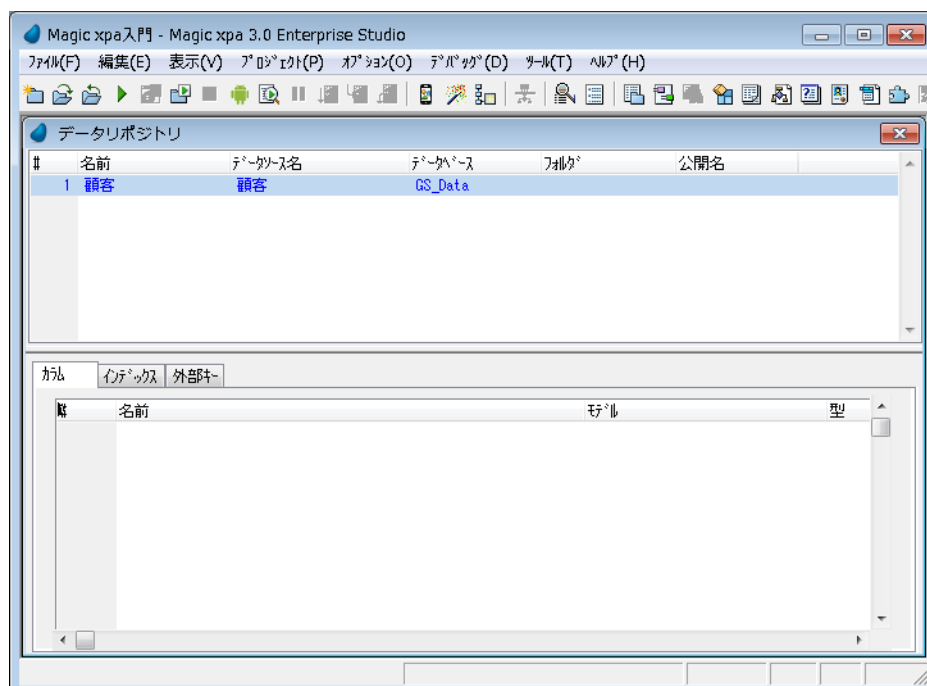 Magic xpa入門 - Magic xpa 3.0 Enterprise Studio
ﾌｧｲﾙ(F) 編集(E) 表示(V) ﾌﾟﾛｼﾞｪｸﾄ(P) ｵﾌﾟｼｮﾝ(O) ﾃﾞﾊﾞｯｸﾞ(D) ﾂｰﾙ(T) ﾍﾙﾌﾟ(H)
データリポジトリ
# 名前 ﾃﾞｰﾀｿｰｽ名 ﾃﾞｰﾀﾍﾞｰｽ ﾌｫﾙﾀﾞ 公開名
1 顧客 顧客 GS_Data
ｶﾗﾑ ｲﾝﾃﾞｯｸｽ 外部ｷｰ
# 名前 ﾓﾃﾞﾙ 型